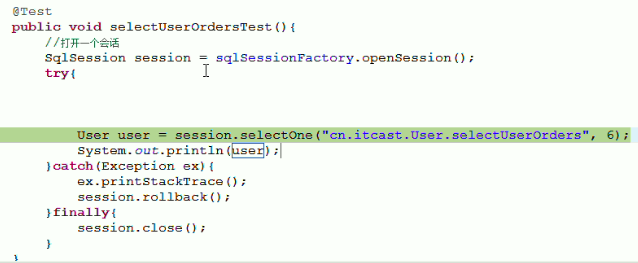 @Test
public void selectUserOrdersTest(){
//打开一个会话
SqlSession session = sqlSessionFactory.openSession();
try{
User user = session.selectOne("cn.itcast.User.selectUserOrders", 6);
System.out.println(user);
}catch(Exception ex){
ex.printStackTrace();
session.rollback();
}finally{
session.close();
}
}